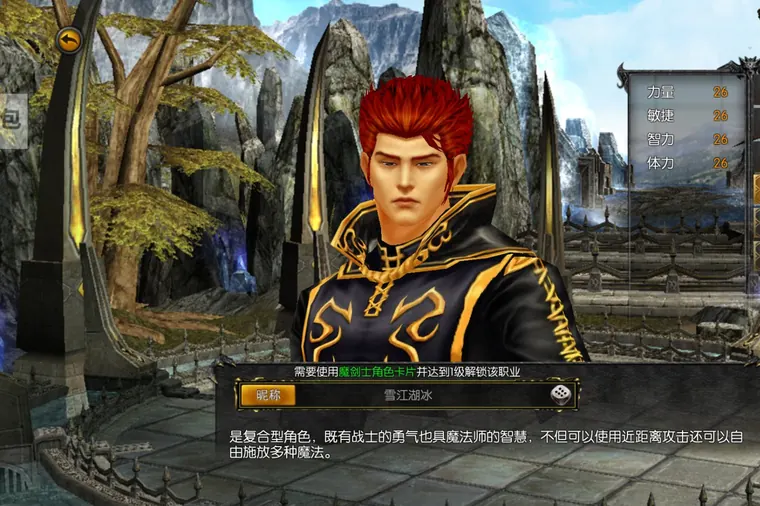 包
力量 26
敏捷 26
智力 26
体力 26
需要使用魔剑士角色卡片并达到1级解锁该职业
昵称 雪江湖冰
是复合型角色，既有战士的勇气也具魔法师的智慧，不但可以使用近距离攻击还可以自
由施放多种魔法。